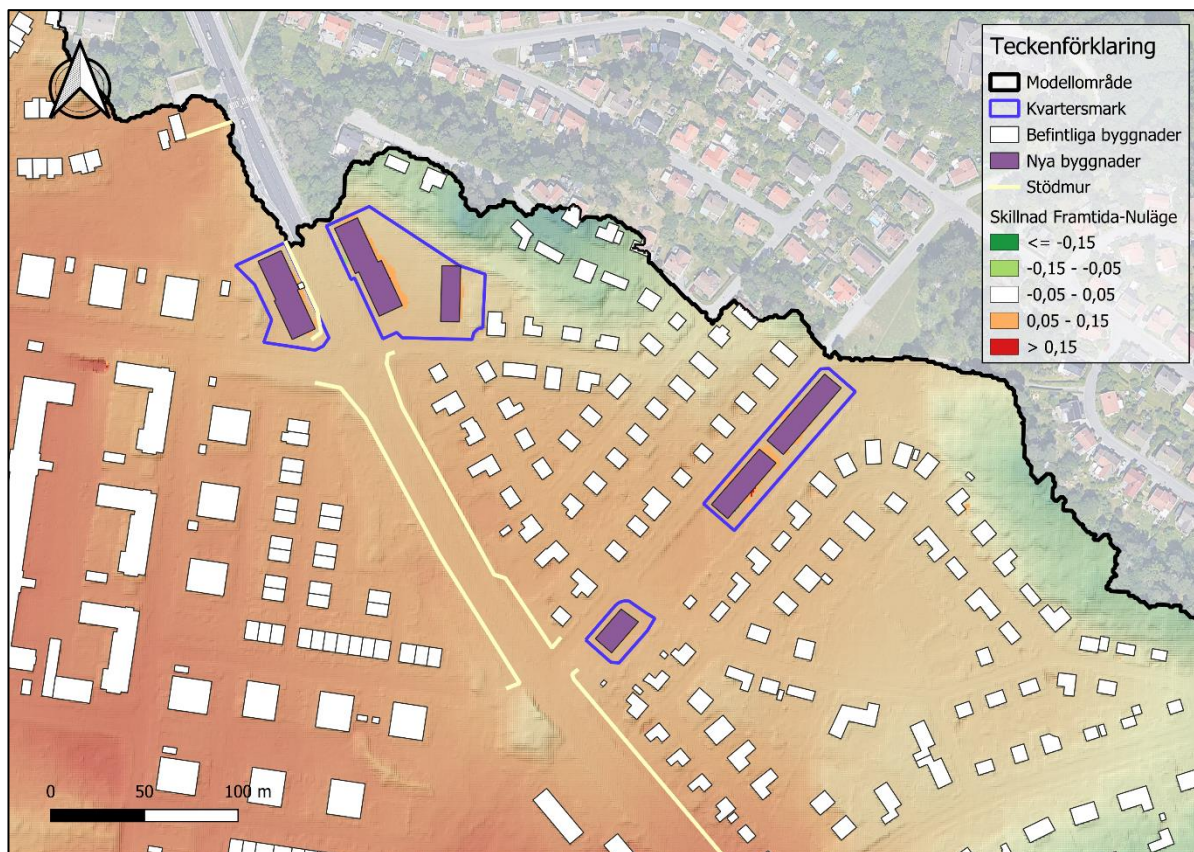 Teckenförklaring
Modellområde
Kvartersmark
Befintliga byggnader
Nya byggnader
Stödmur
Skillnad Framtida-Nuläge
<= -0,15
-0,15 - -0,05
-0,05 - 0,05
0,05 - 0,15
> 0,15
0 50 100 m